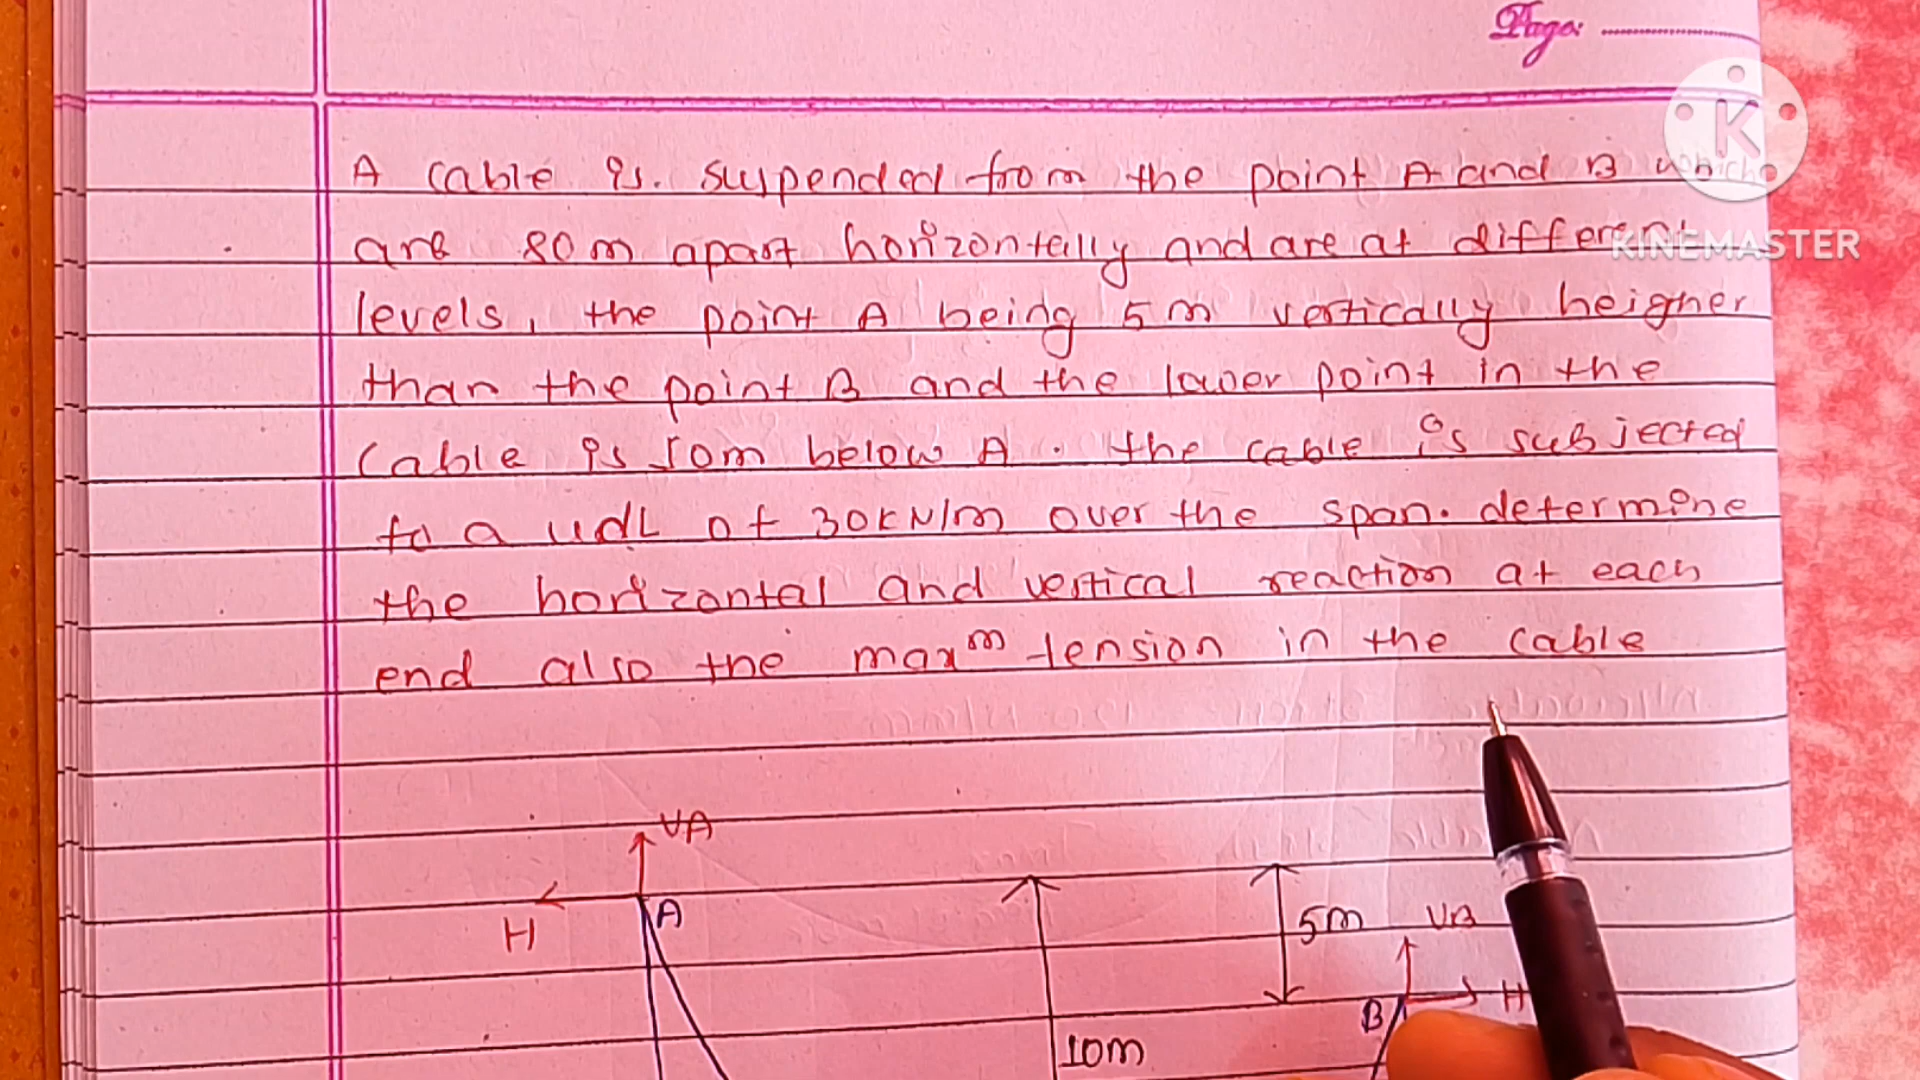 Page:
A cable is. suspended from the point A and B which
are 80m apart horizontally and are at different
KINEMASTER
levels, the point A being 5m vertically heigher
than the point B and the lower point in the
cable is 10m below A. the cable is subjected
to a udl of 30kN/m over the span. determine
the horizontal and vertical reaction at each
end also the maxm tension in the cable
VA
H
A
5m
VB
B
H
10m